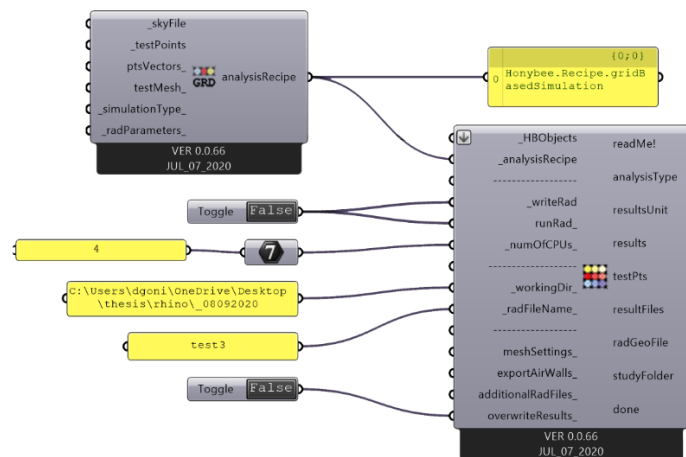 _skyFile
_testPoints
ptsVectors_
testMesh_
_simulationType_
_radParameters_
GRD
analysisRecipe
VER 0.0.66
JUL_07_2020
{0;0}
0
Honybee.Recipe.gridB
asedSimulation
_HBObjects
_analysisRecipe
--------------------
_writeRad
runRad_
_numOfCPUs_
--------------------
_workingDir_
_radFileName_
--------------------
meshSettings_
exportAirWalls_
additionalRadFiles_
overwriteResults_
readMe!
analysisType
resultsUnit
results
testPts
resultFiles
radGeoFile
studyFolder
done
VER 0.0.66
JUL_07_2020
Toggle False
4
7
C:\Users\dgoni\OneDrive\Desktop
\thesis\rhino\_08092020
test3
Toggle False